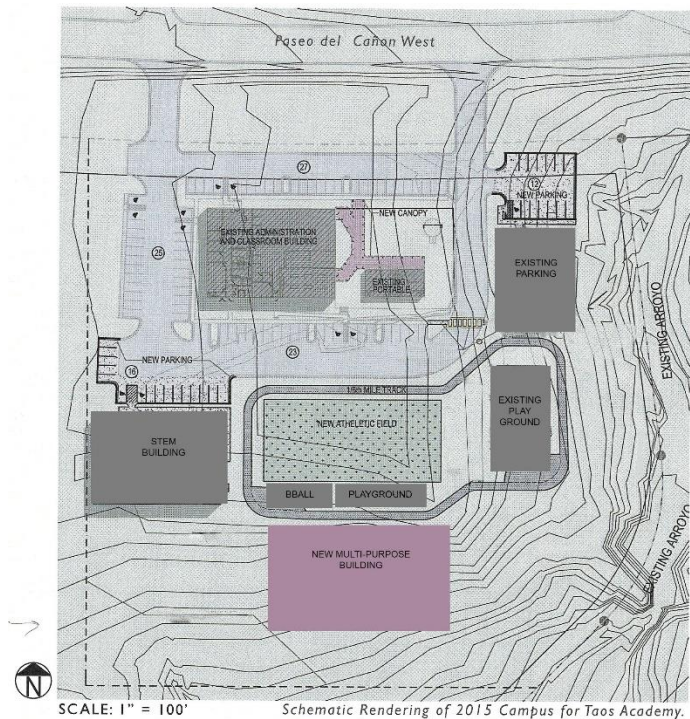 Paseo del Cañon West
27
12
NEW PARKING
NEW CANOPY
EXISTING ADMINISTRATION
AND CLASSROOM BUILDING
EXISTING
PARKING
25
EXISTING
PORTABLE
EXISTING ARROYO
23
NEW PARKING
16
1/5th MILE TRACK
EXISTING
PLAY
GROUND
NEW ATHELETIC FIELD
STEM
BUILDING
BBALL
PLAYGROUND
NEW MULTI-PURPOSE
BUILDING
EXISTING ARROYO
N
SCALE: 1" = 100'
Schematic Rendering of 2015 Campus for Taos Academy.